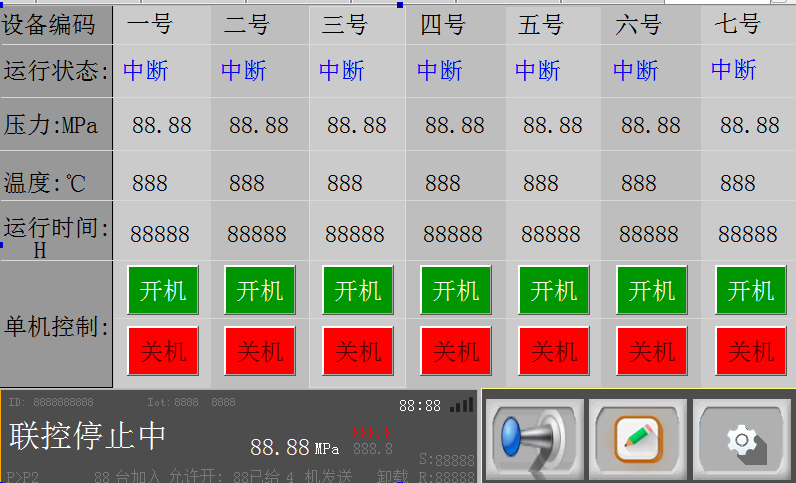 设备编码 一号 二号 三号 四号 五号 六号 七号
运行状态: 中断 中断 中断 中断 中断 中断 中断
压力:MPa 88.88 88.88 88.88 88.88 88.88 88.88 88.88
温度:℃ 888 888 888 888 888 888 888
运行时间: 88888 88888 88888 88888 88888 88888 88888
H
开机 开机 开机 开机 开机 开机 开机
单机控制:
关机 关机 关机 关机 关机 关机 关机
ID: 8888888888 Iot:8888 8888 88:88
联控停止中 88.88 MPa 888.8
888.8
S:88888
P>P2 88 台加入 允许开: 88已给 4 机发送 卸载 R:88888